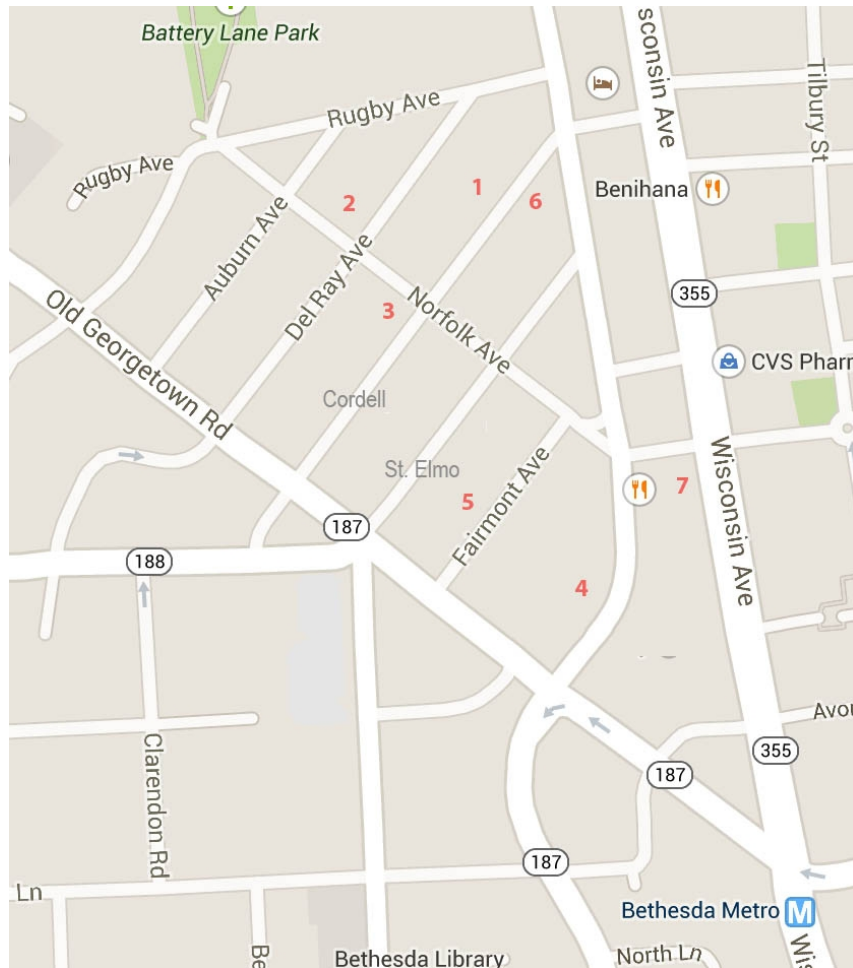 Battery Lane Park
sconsin Ave
Tilbury St
Rugby Ave
Rugby Ave
1
2
6
Benihana
Auburn Ave
Del Ray Ave
3
Norfolk Ave
355
Old Georgetown Rd
CVS Pharm
Cordell
St. Elmo
Fairmont Ave
5
7
Wisconsin Ave
187
188
4
Clarendon Rd
Avou
355
187
187
Ln
Bethesda Metro
M
Be
Bethesda Library
North Ln
Wis